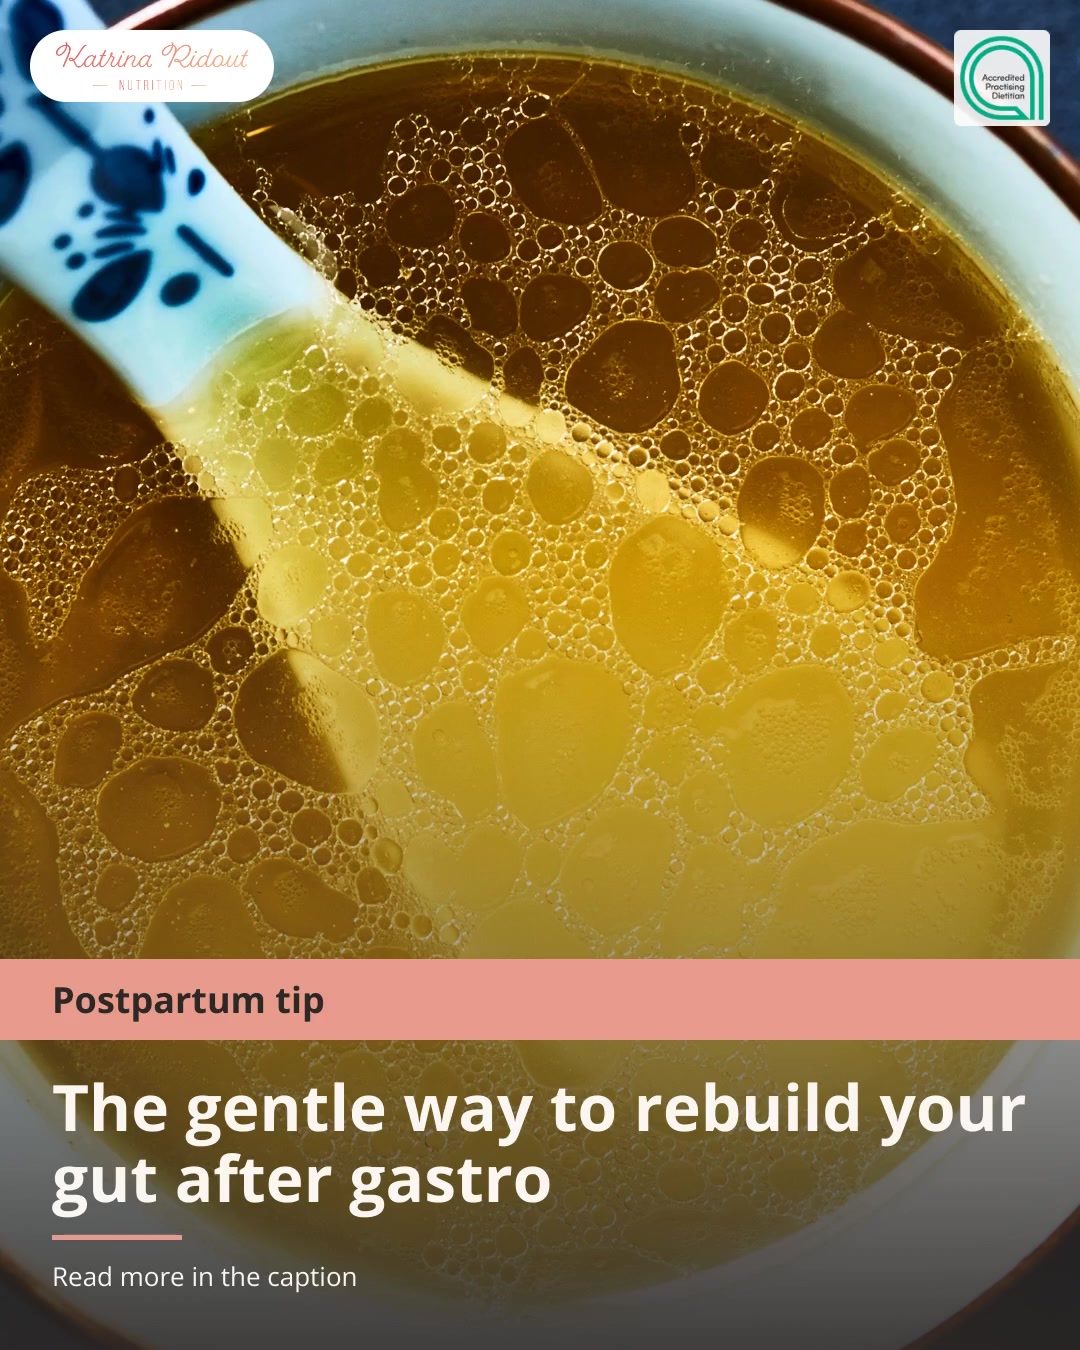 Katrina Ridout
NUTRITION
Accredited
Practising
Dietitian
Postpartum tip
The gentle way to rebuild your
gut after gastro
Read more in the caption